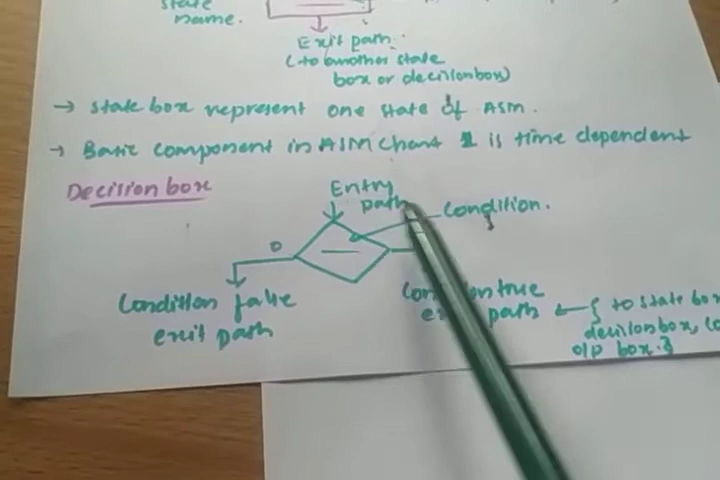 state
name.
Exit path.
(to another state
box or decision box)
→ state box represent one state of ASM.
→ Basic component in ASM chart & is time dependent
Decision box
Entry
path
Condition.
0
Condition false
exit path
true
path ← { to state box
decision box,
o/p box. }